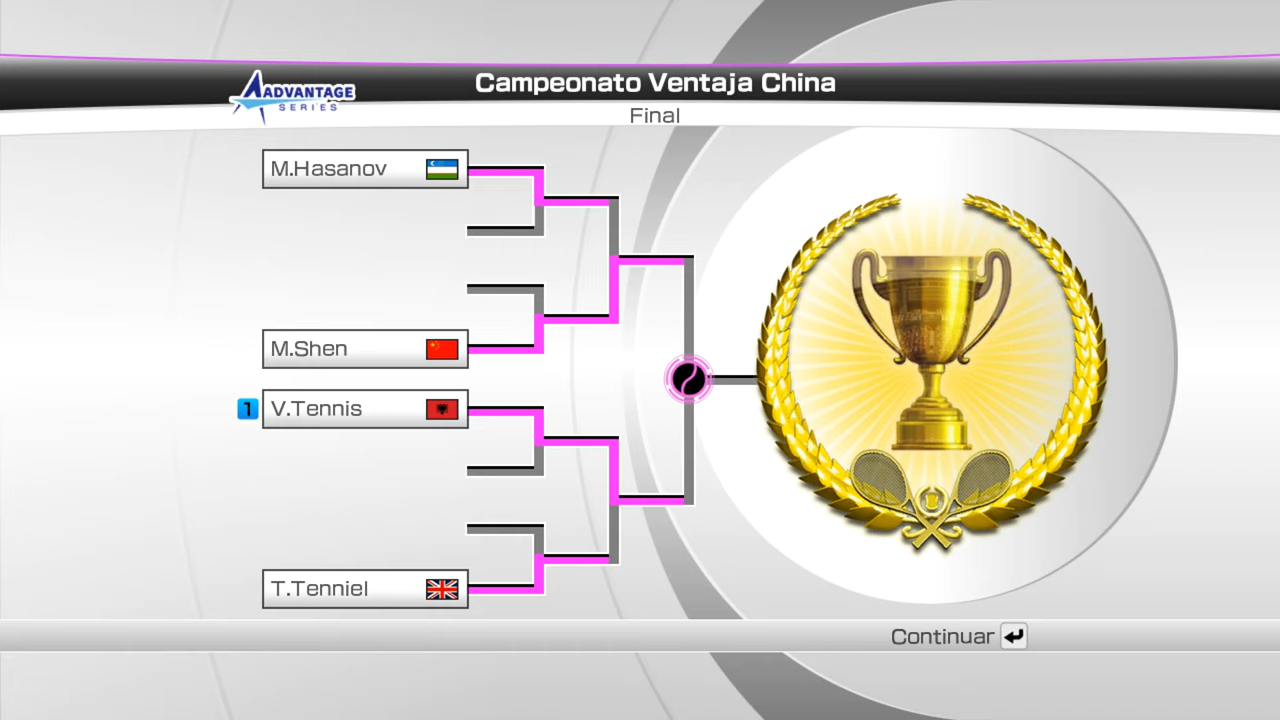 Campeonato Ventaja China
ADVANTAGE
SERIES
Final
M.Hasanov
M.Shen
1 V.Tennis
T.Tenniel
Continuar